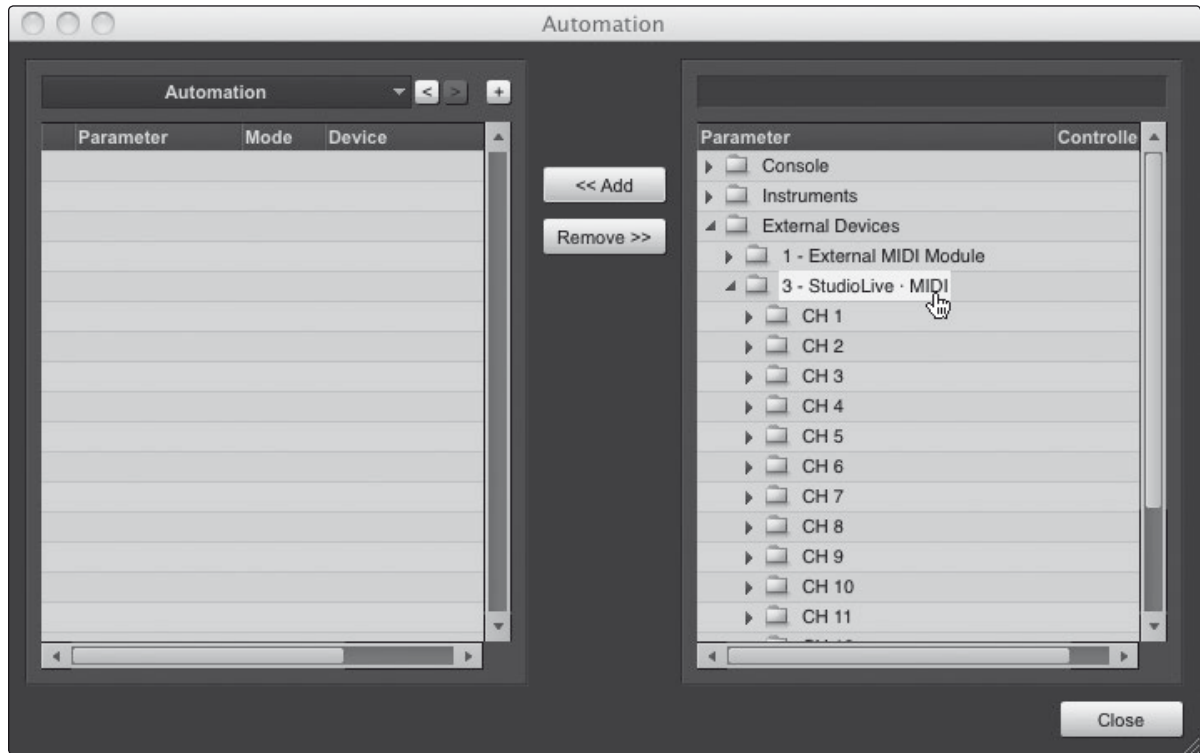 Automation
Automation
< > +
Parameter Mode Device
<< Add
Remove >>
Parameter Controlle
Console
Instruments
External Devices
1 - External MIDI Module
3 - StudioLive · MIDI
CH 1
CH 2
CH 3
CH 4
CH 5
CH 6
CH 7
CH 8
CH 9
CH 10
CH 11
Close